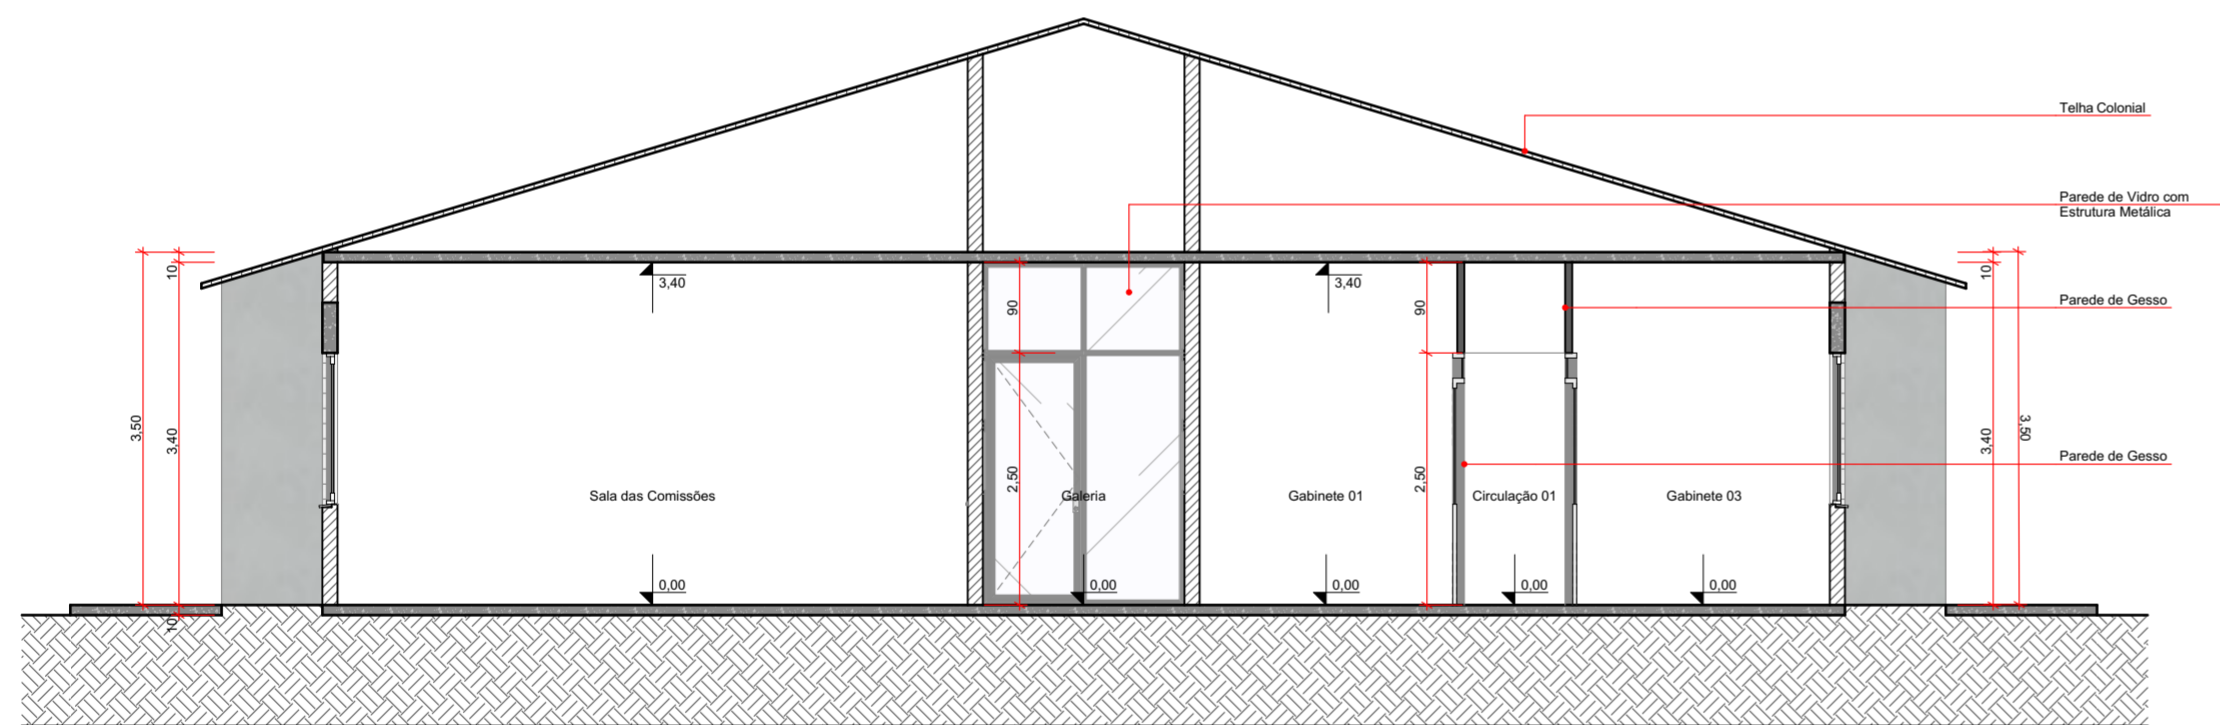 Telha Colonial
Parede de Vidro com
Estrutura Metálica
10
3,40
3,40
10
90
90
Parede de Gesso
3,50
3,40
3,40
3,50
Parede de Gesso
2,50
2,50
Sala das Comissões
Galeria
Gabinete 01
Circulação 01
Gabinete 03
0,00
0,00
0,00
0,00
0,00
10